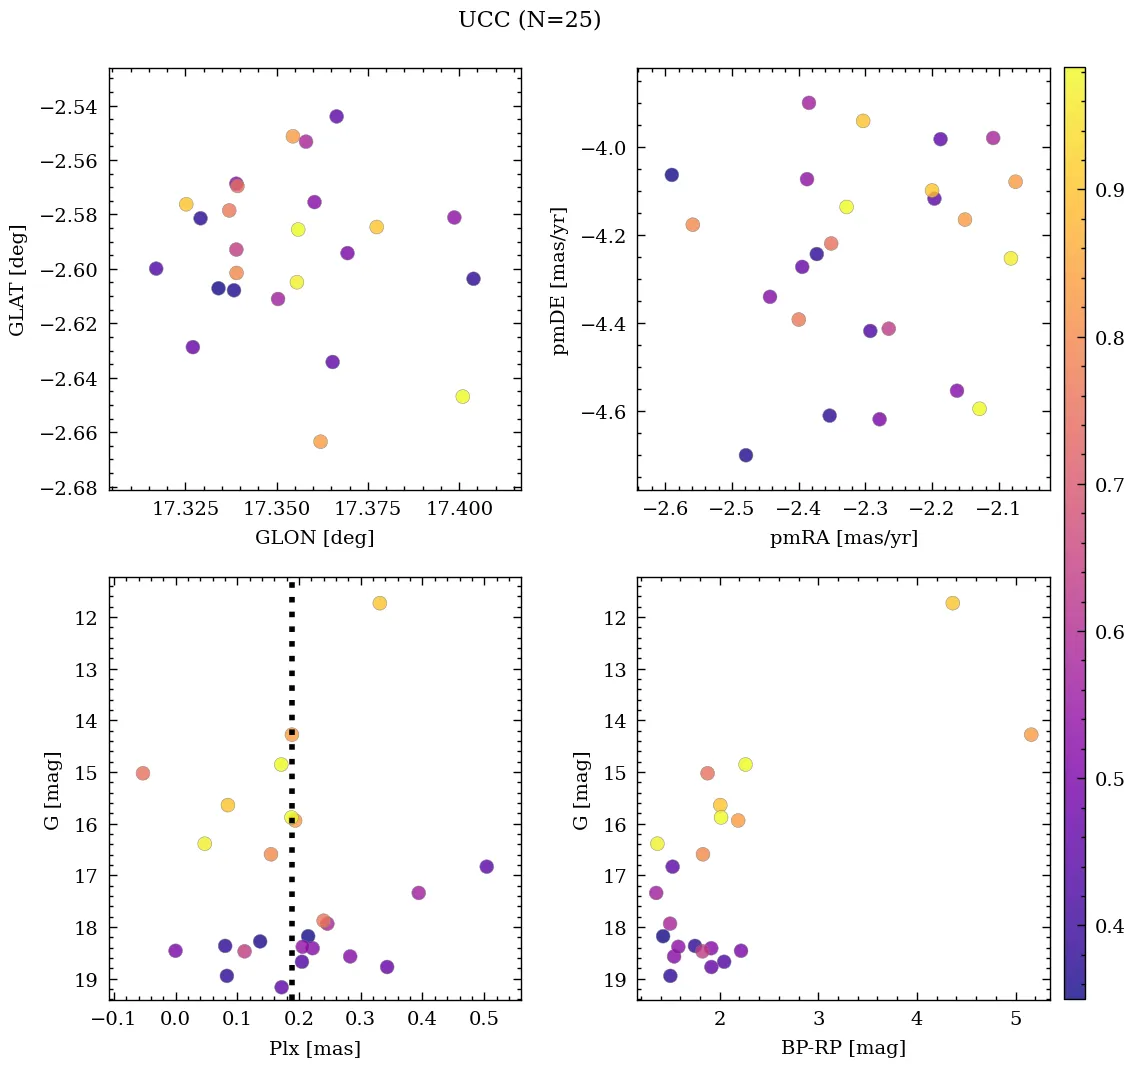 UCC (N=25)
−2.54
−2.56
−2.58
−2.60
−2.62
−2.64
−2.66
−2.68
GLAT [deg]
17.325 17.350 17.375 17.400
GLON [deg]
−4.0
−4.2
−4.4
−4.6
pmDE [mas/yr]
−2.6 −2.5 −2.4 −2.3 −2.2 −2.1
pmRA [mas/yr]
12
13
14
15
16
17
18
19
G [mag]
−0.1 0.0 0.1 0.2 0.3 0.4 0.5
Plx [mas]
12
13
14
15
16
17
18
19
G [mag]
2 3 4 5
BP-RP [mag]
0.9
0.8
0.7
0.6
0.5
0.4